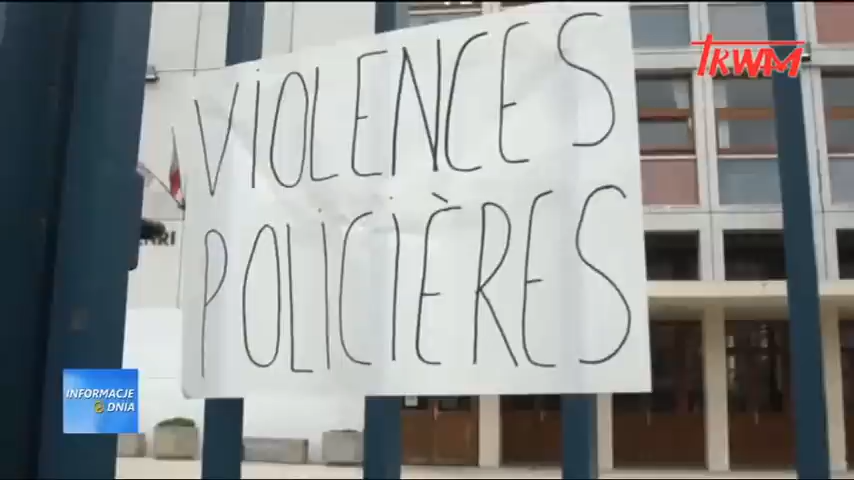 TRWAM
VIOLENCES
POLICIÈRES
INFORMACJE
DNIA